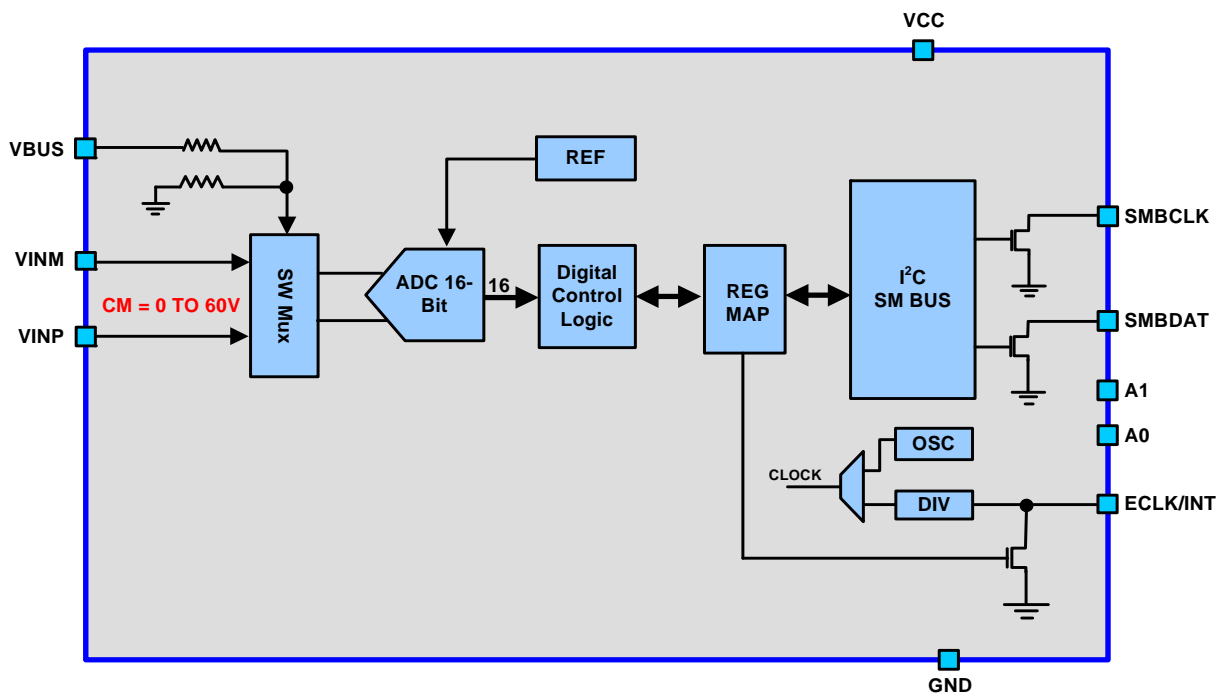 VCC
VBUS
REF
SMBCLK
VINM
CM = 0 TO 60V
VINP
SW Mux
ADC 16-
Bit
16
Digital
Control
Logic
REG
MAP
I²C
SM BUS
SMBDAT
A1
A0
OSC
CLOCK
DIV
ECLK/INT
GND